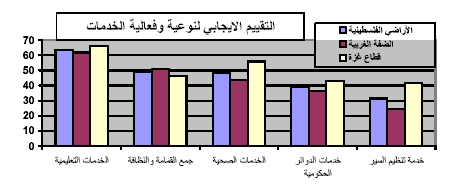 التقييم الايجابي لنوعية وفعالية الخدمات
الأراضي الفلسطينية
الضفة الغربية
قطاع غزة
70
60
50
40
30
20
10
0
الخدمات التعليمية
جمع القمامة والنظافة
الخدمات الصحية
خدمات الدوائر
الحكومية
خدمة تنظيم السير